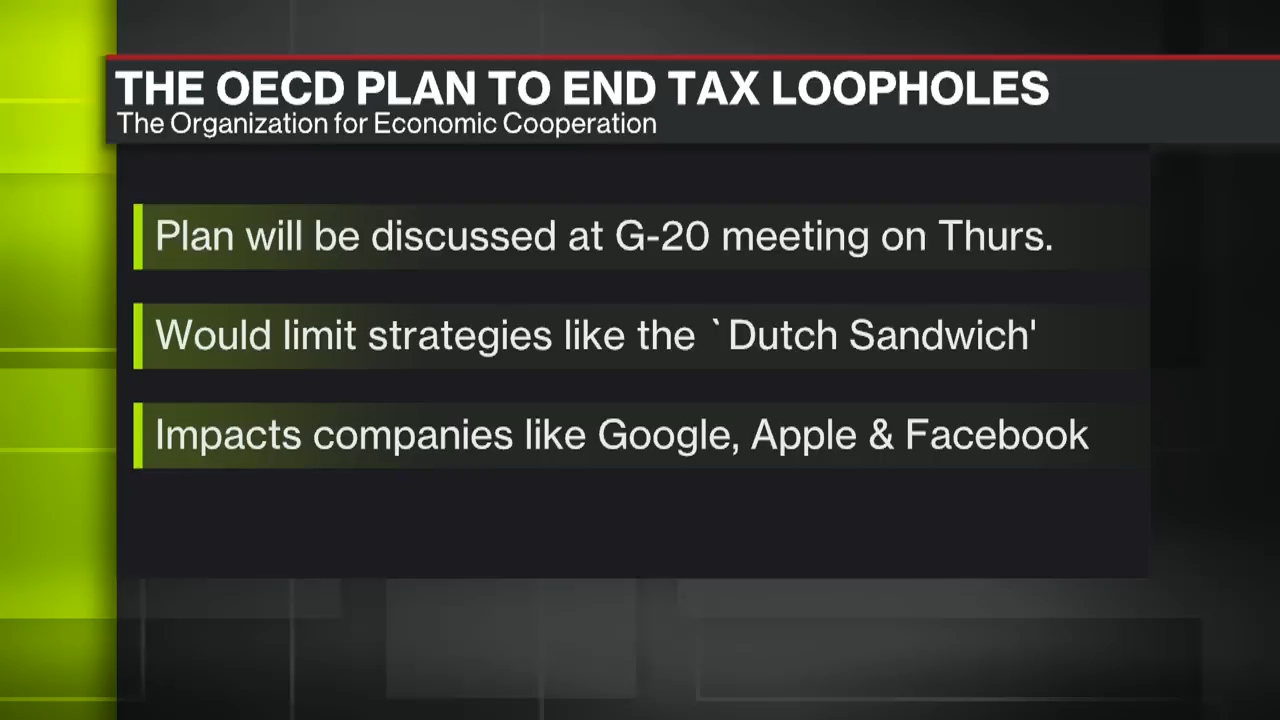 THE OECD PLAN TO END TAX LOOPHOLES
The Organization for Economic Cooperation
Plan will be discussed at G-20 meeting on Thurs.
Would limit strategies like the `Dutch Sandwich'
Impacts companies like Google, Apple & Facebook